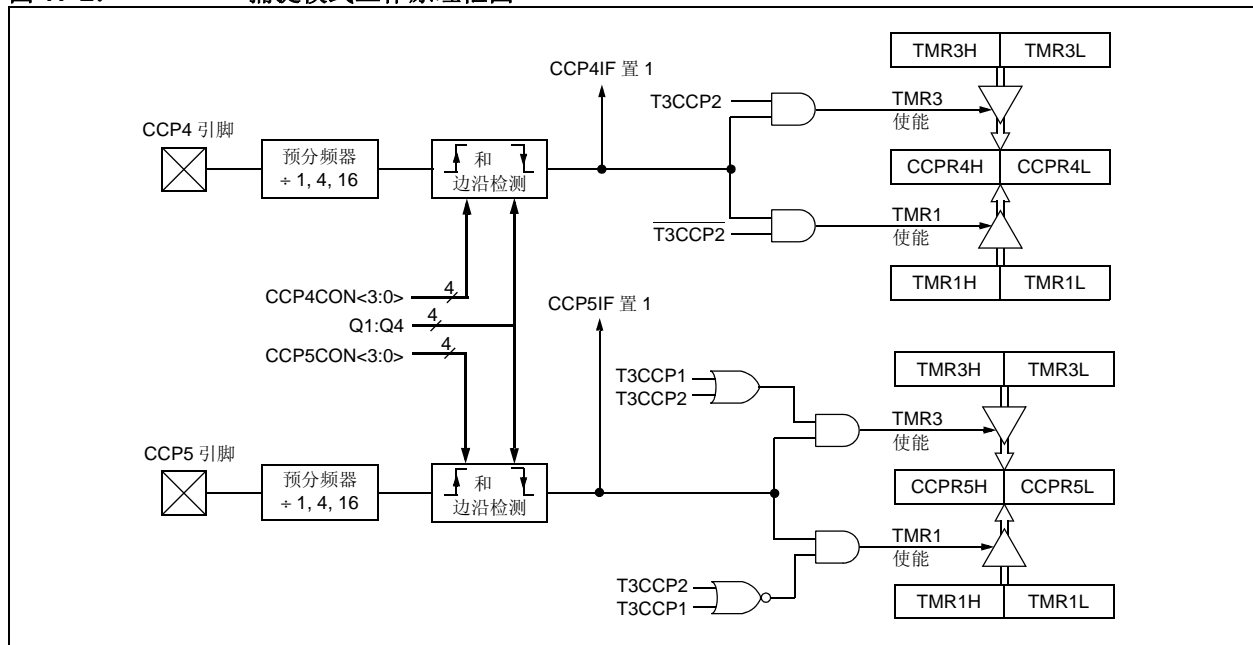 CCP4IF 置 1
TMR3H TMR3L
T3CCP2
TMR3
使能
CCP4 引脚
预分频器
÷ 1, 4, 16
和
边沿检测
CCPR4H CCPR4L
T3CCP2
TMR1
使能
TMR1H TMR1L
CCP4CON<3:0> 4
Q1:Q4 4
CCP5CON<3:0> 4
CCP5IF 置 1
TMR3H TMR3L
T3CCP1
T3CCP2
TMR3
使能
CCP5 引脚
预分频器
÷ 1, 4, 16
和
边沿检测
CCPR5H CCPR5L
TMR1
使能
T3CCP2
T3CCP1
TMR1H TMR1L